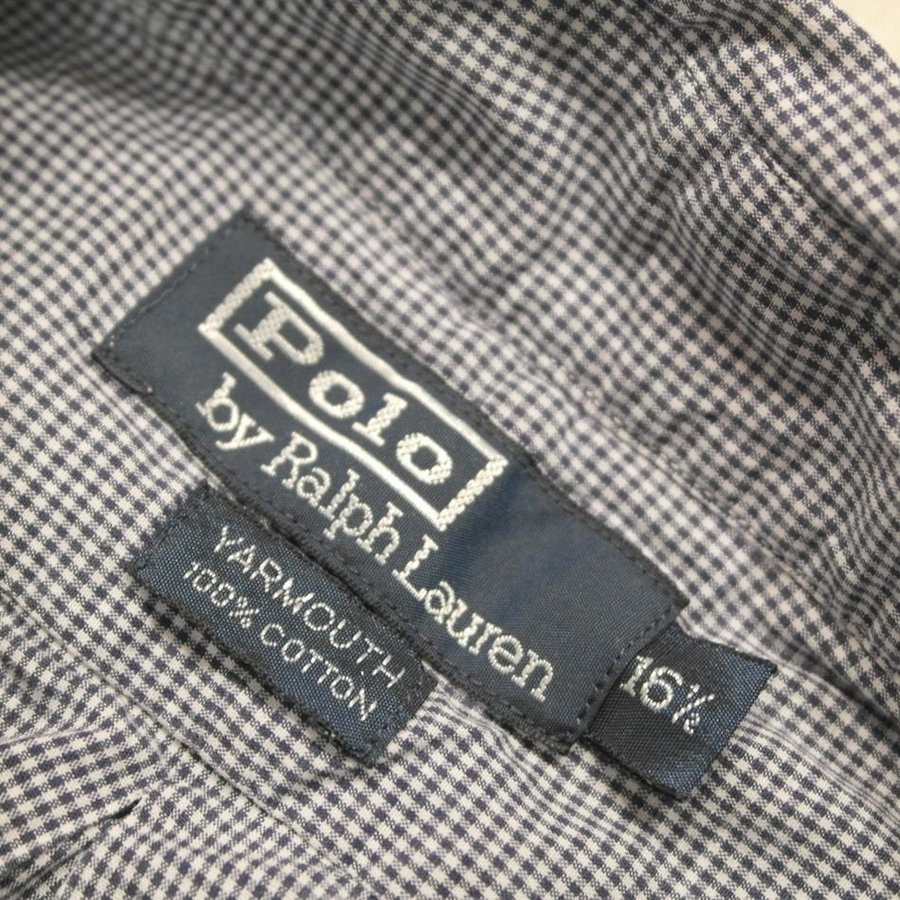 Polo
by Ralph Lauren
YARMOUTH
100% COTTON
16½